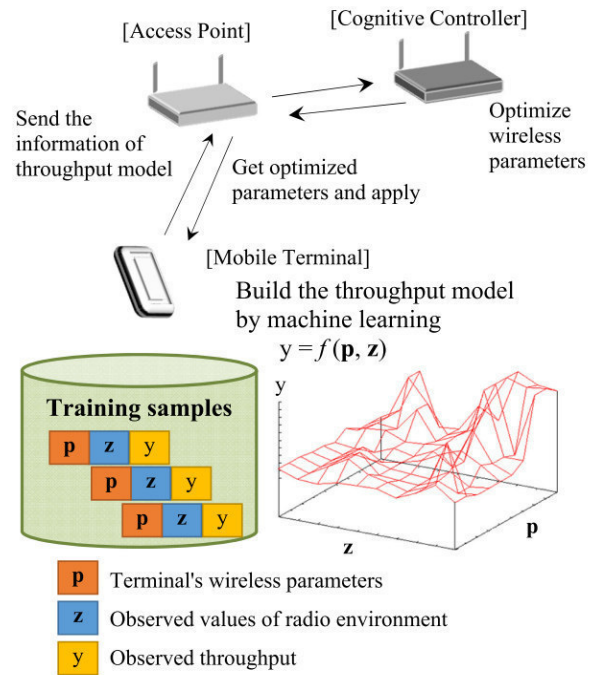 [Access Point]
[Cognitive Controller]
Send the
information of
throughput model
Optimize
wireless
parameters
Get optimized
parameters and apply
[Mobile Terminal]
Build the throughput model
by machine learning
y = f (p, z)
Training samples
p z y
p z y
p z y
y
z
p
p Terminal's wireless parameters
z Observed values of radio environment
y Observed throughput